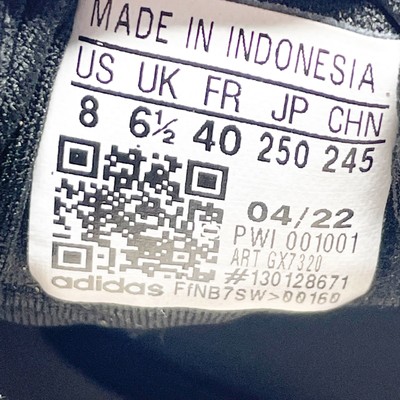 MADE IN INDONESIA
US UK FR JP CHN
8 6½ 40 250 245
04/22
PWI 001001
ART GX7320
#130128671
adidas FfNB7SW>00160